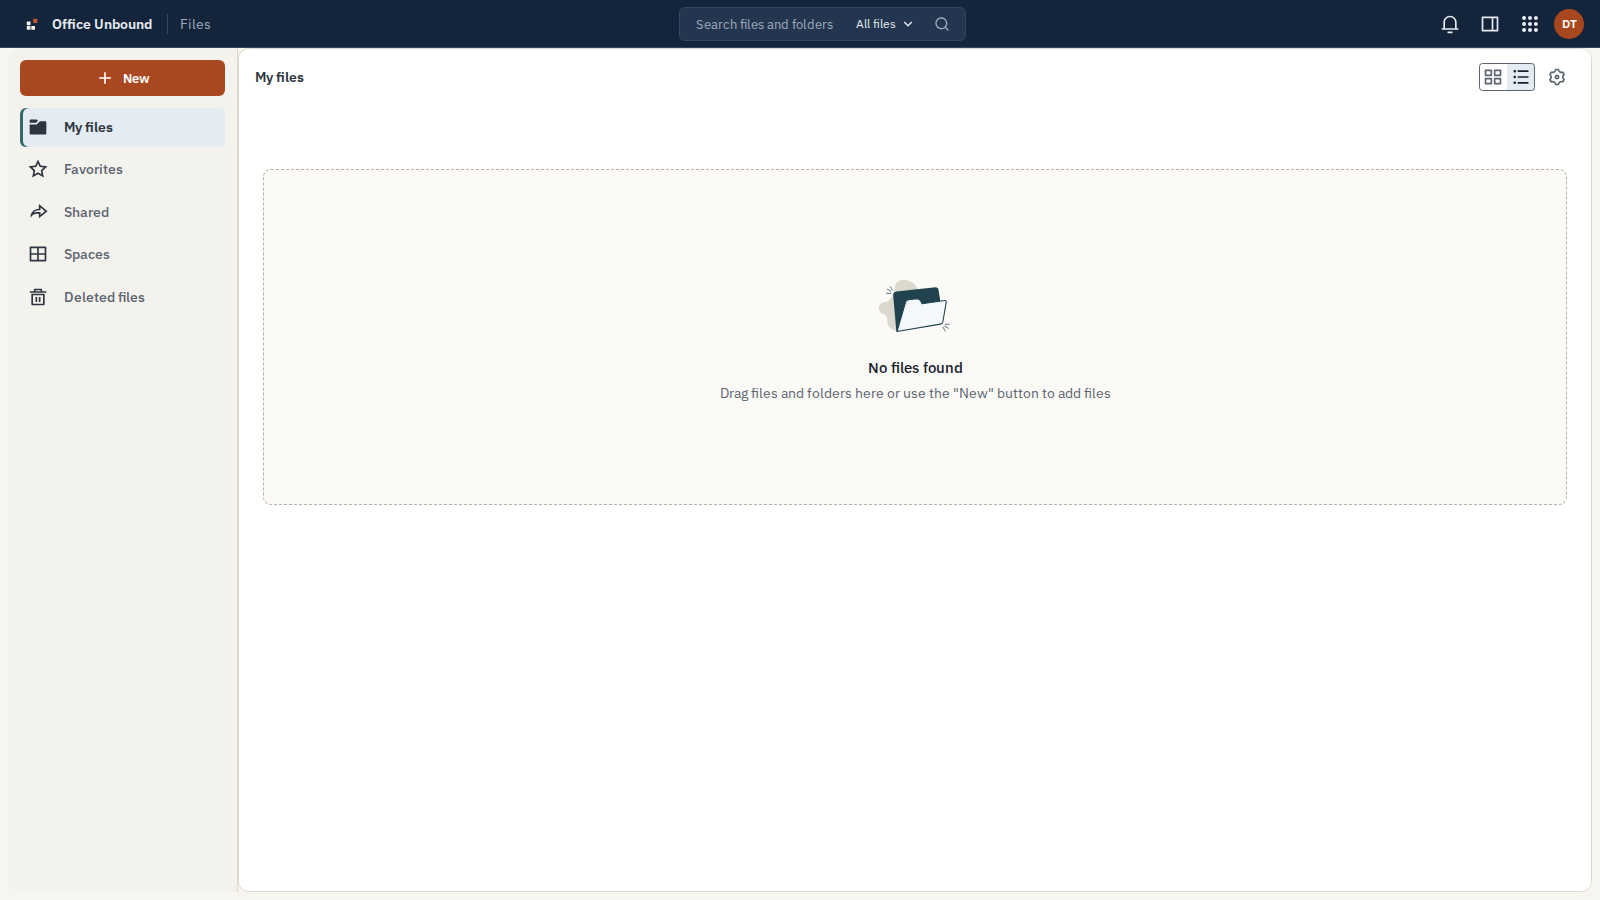 Office Unbound
Files
Search files and folders
All files
DT
New
My files
Favorites
Shared
Spaces
Deleted files
My files
No files found
Drag files and folders here or use the "New" button to add files